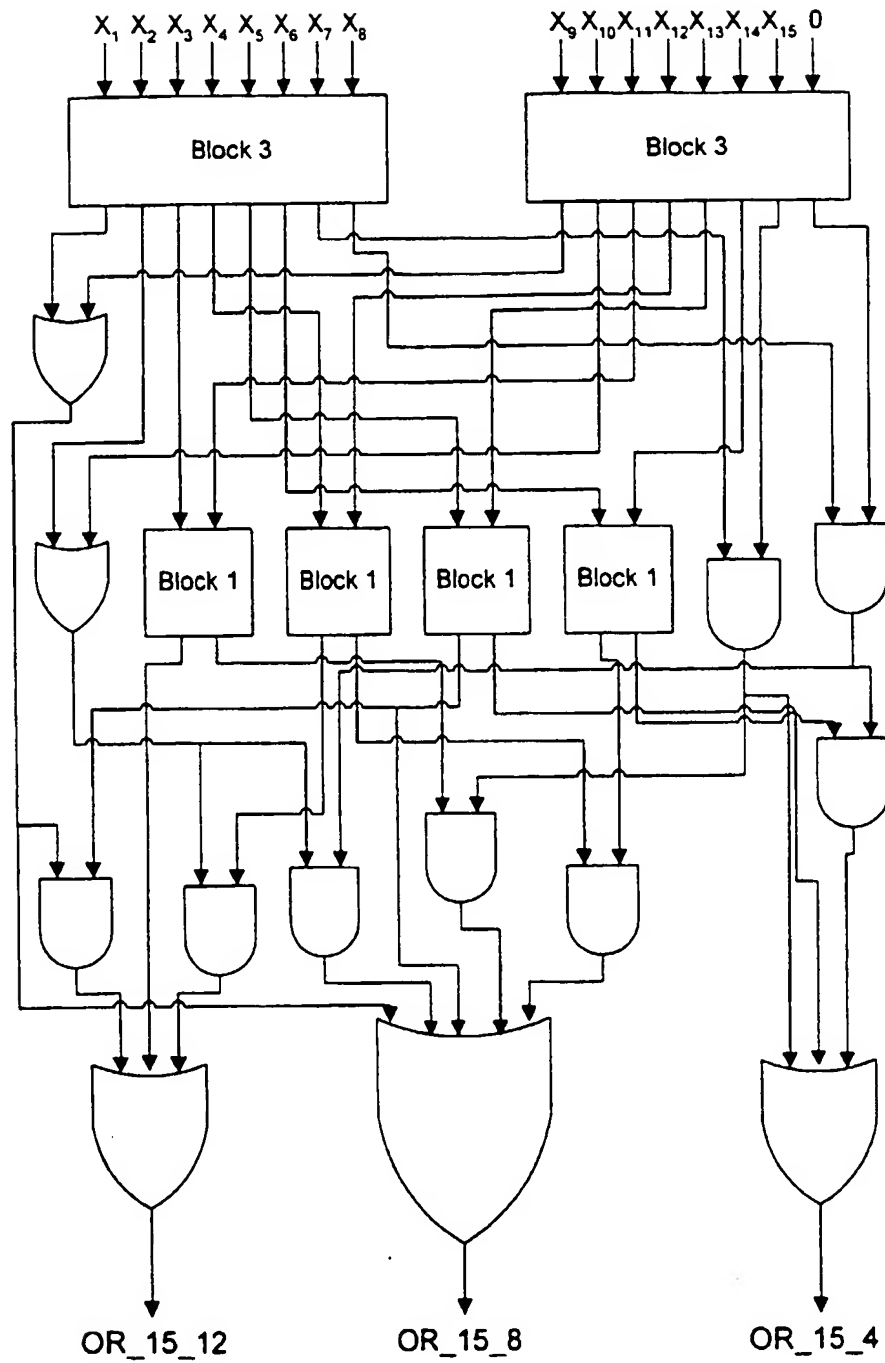 X₁ X₂ X₃ X₄ X₅ X₆ X₇ X₈
X₉ X₁₀ X₁₁ X₁₂ X₁₃ X₁₄ X₁₅ 0
Block 3
Block 3
Block 1
Block 1
Block 1
Block 1
OR_15_12
OR_15_8
OR_15_4